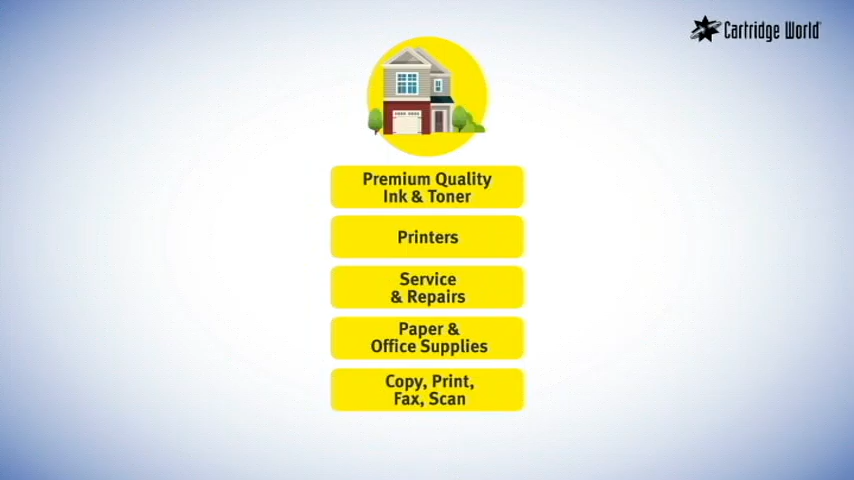 Cartridge World
Premium Quality
Ink & Toner
Printers
Service
& Repairs
Paper &
Office Supplies
Copy, Print,
Fax, Scan